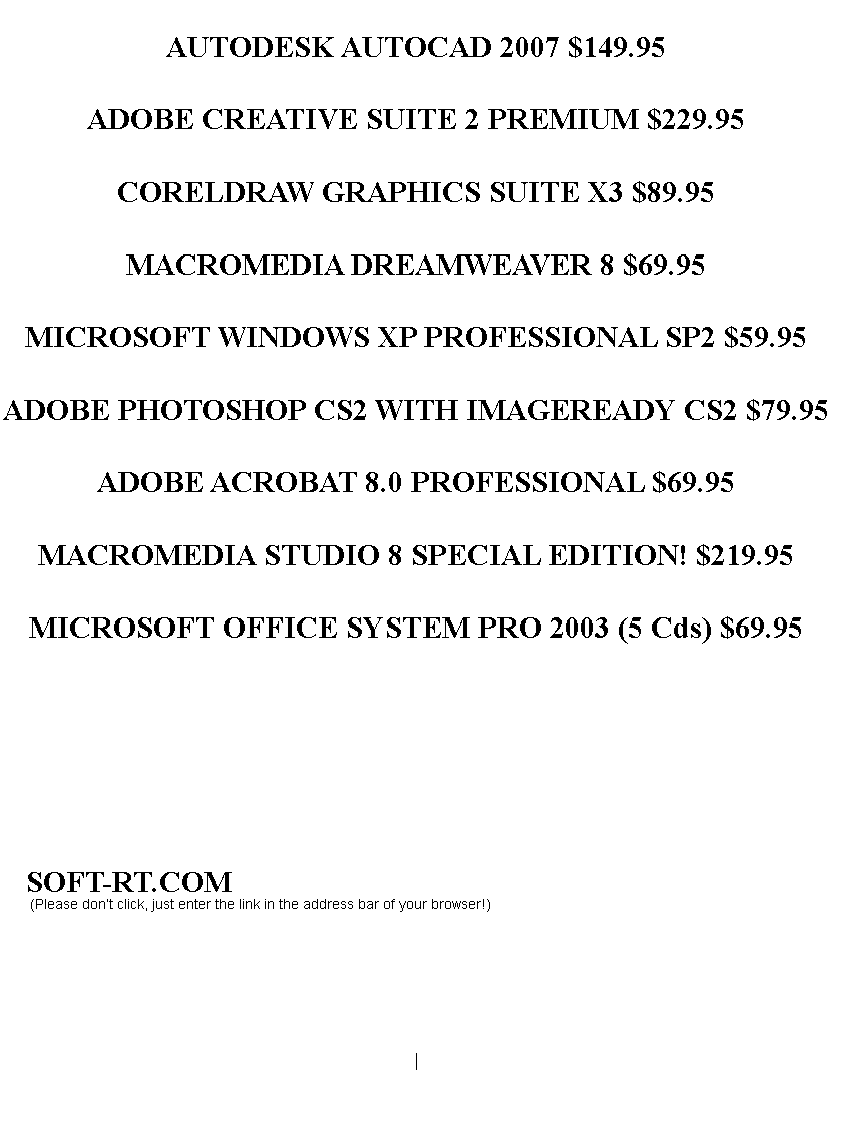 AUTODESK AUTOCAD 2007 $149.95
ADOBE CREATIVE SUITE 2 PREMIUM $229.95
CORELDRAW GRAPHICS SUITE X3 $89.95
MACROMEDIA DREAMWEAVER 8 $69.95
MICROSOFT WINDOWS XP PROFESSIONAL SP2 $59.95
ADOBE PHOTOSHOP CS2 WITH IMAGEREADY CS2 $79.95
ADOBE ACROBAT 8.0 PROFESSIONAL $69.95
MACROMEDIA STUDIO 8 SPECIAL EDITION! $219.95
MICROSOFT OFFICE SYSTEM PRO 2003 (5 Cds) $69.95
SOFT-RT.COM
(Please don't click, just enter the link in the address bar of your browser!)
|